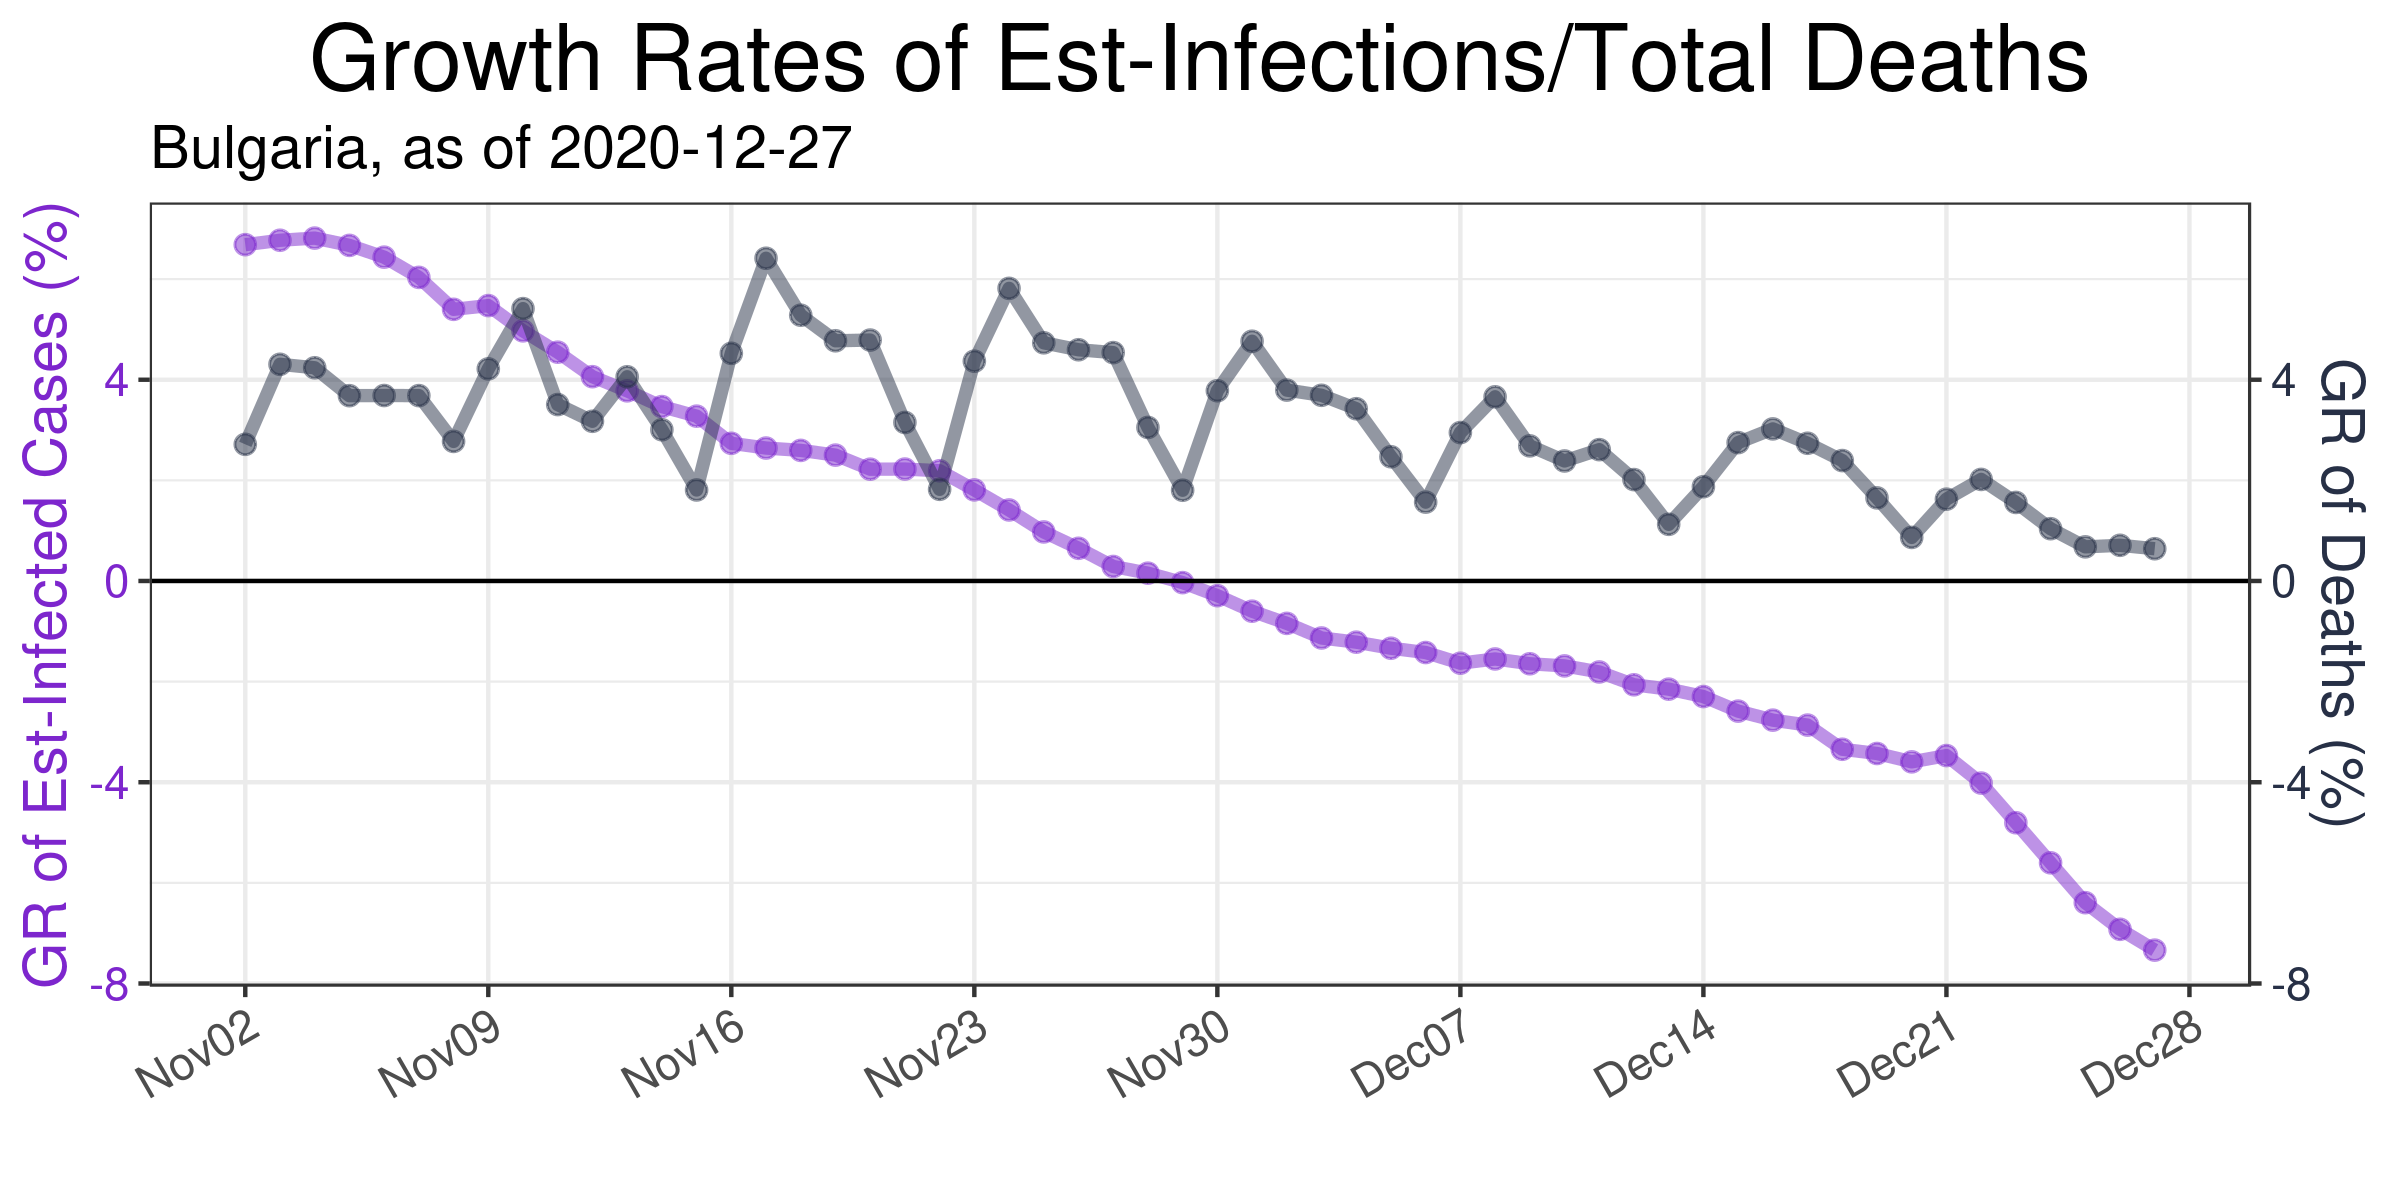 Growth Rates of Est-Infections/Total Deaths
Bulgaria, as of 2020-12-27
GR of Est-Infected Cases (%)
4
0
-4
-8
4
0
-4
-8
GR of Deaths (%)
Nov02
Nov09
Nov16
Nov23
Nov30
Dec07
Dec14
Dec21
Dec28